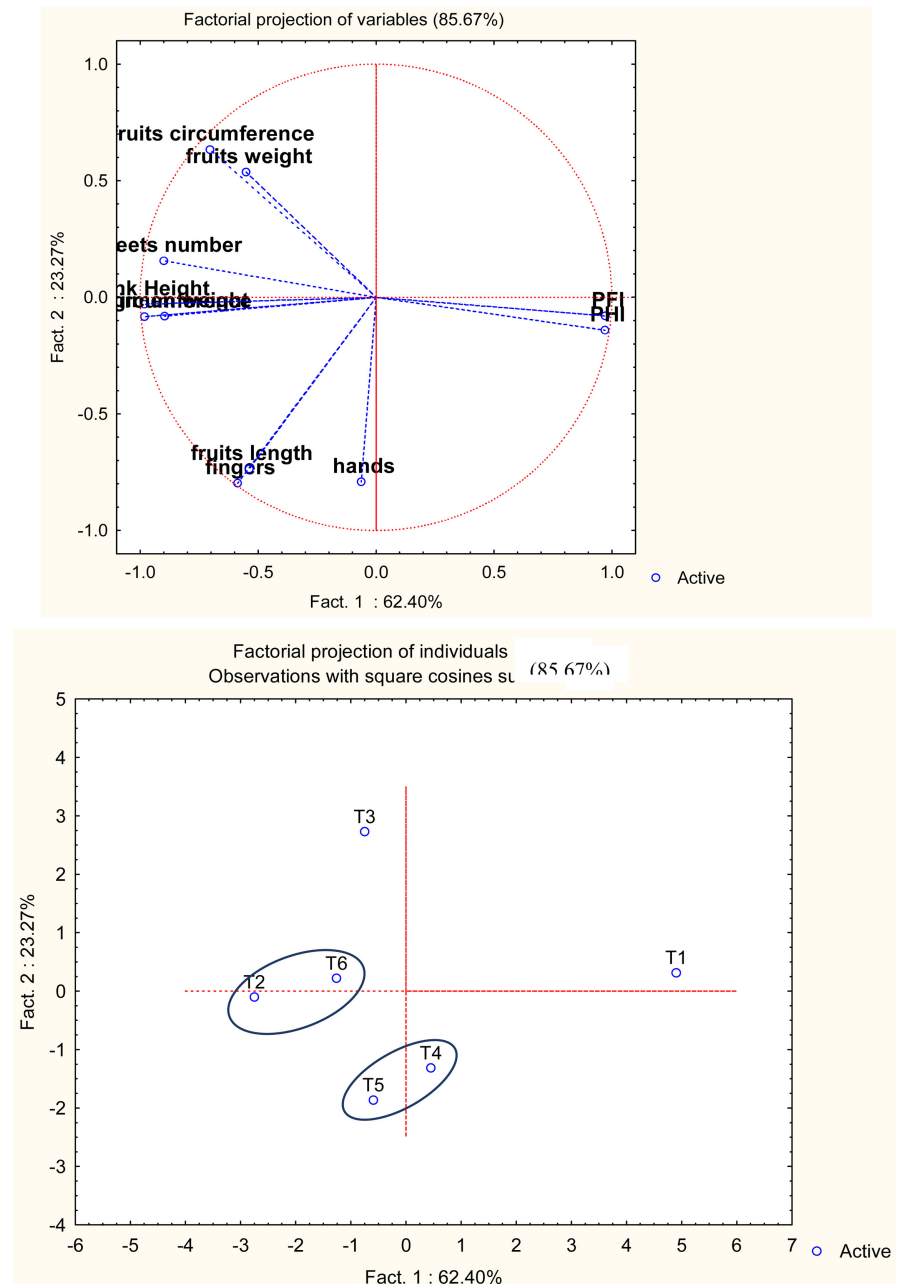 Factorial projection of variables (85.67%)
1.0
ruits circumference
fruits weight
0.5
eets number
nk Height.
0.0
PFI
PHI
Fact. 2 : 23.27%
-0.5
fruits length
fingers
hands
-1.0
-1.0 -0.5 0.0 0.5 1.0
Active
Fact. 1 : 62.40%
Factorial projection of individuals
(85.67%)
Observations with square cosines su
5
4
3
T3
2
1
T6
T1
T2
0
Fact. 2 : 23.27%
-1
T4
T5
-2
-3
-4
-6 -5 -4 -3 -2 -1 0 1 2 3 4 5 6 7
Active
Fact. 1 : 62.40%